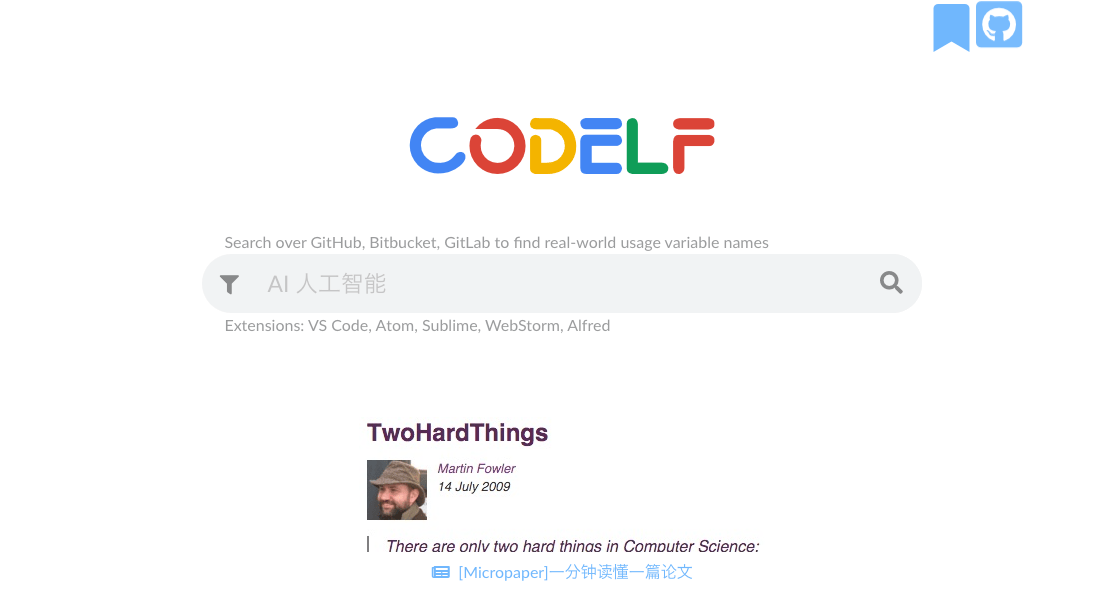 CODELF
Search over GitHub, Bitbucket, GitLab to find real-world usage variable names
AI 人工智能
Extensions: VS Code, Atom, Sublime, WebStorm, Alfred
TwoHardThings
Martin Fowler
14 July 2009
There are only two hard things in Computer Science:
[Micropaper]一分钟读懂一篇论文